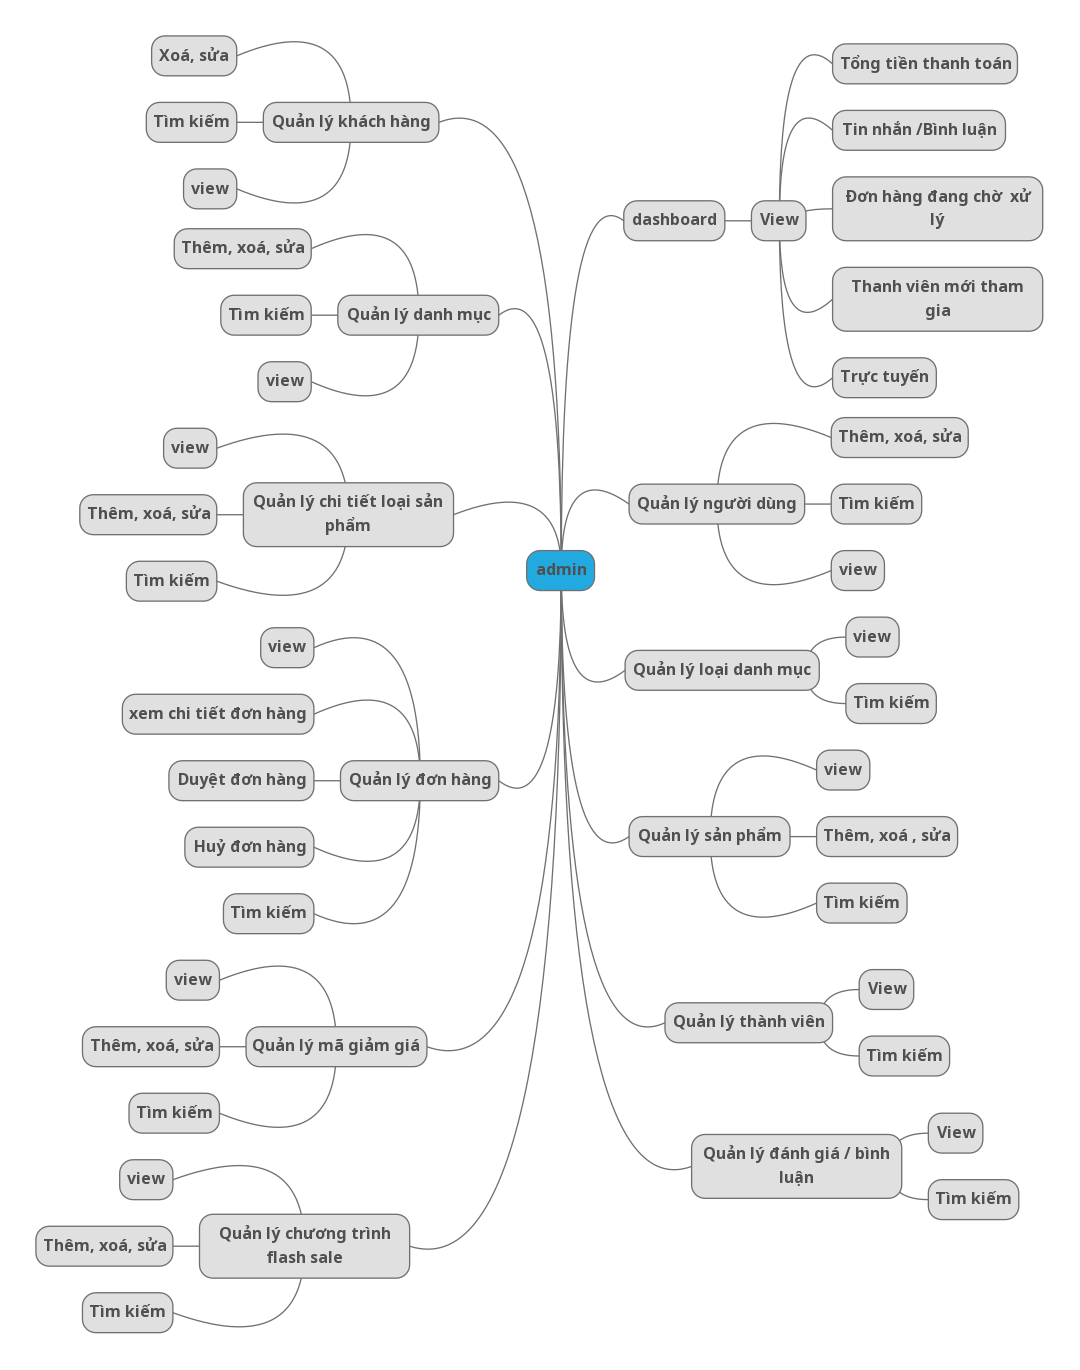 Xoá, sửa
Tìm kiếm
Quản lý khách hàng
view
Thêm, xoá, sửa
Tìm kiếm
Quản lý danh mục
view
view
Thêm, xoá, sửa
Quản lý chi tiết loại sản
phẩm
Tìm kiếm
view
xem chi tiết đơn hàng
Duyệt đơn hàng
Quản lý đơn hàng
Huỷ đơn hàng
Tìm kiếm
view
Thêm, xoá, sửa
Quản lý mã giảm giá
Tìm kiếm
view
Thêm, xoá, sửa
Quản lý chương trình
flash sale
Tìm kiếm
admin
dashboard
View
Tổng tiền thanh toán
Tin nhắn /Bình luận
Đơn hàng đang chờ  xử
lý
Thanh viên mới tham
gia
Trực tuyến
Quản lý người dùng
Thêm, xoá, sửa
Tìm kiếm
view
Quản lý loại danh mục
view
Tìm kiếm
Quản lý sản phẩm
view
Thêm, xoá , sửa
Tìm kiếm
Quản lý thành viên
View
Tìm kiếm
Quản lý đánh giá / bình
luận
View
Tìm kiếm